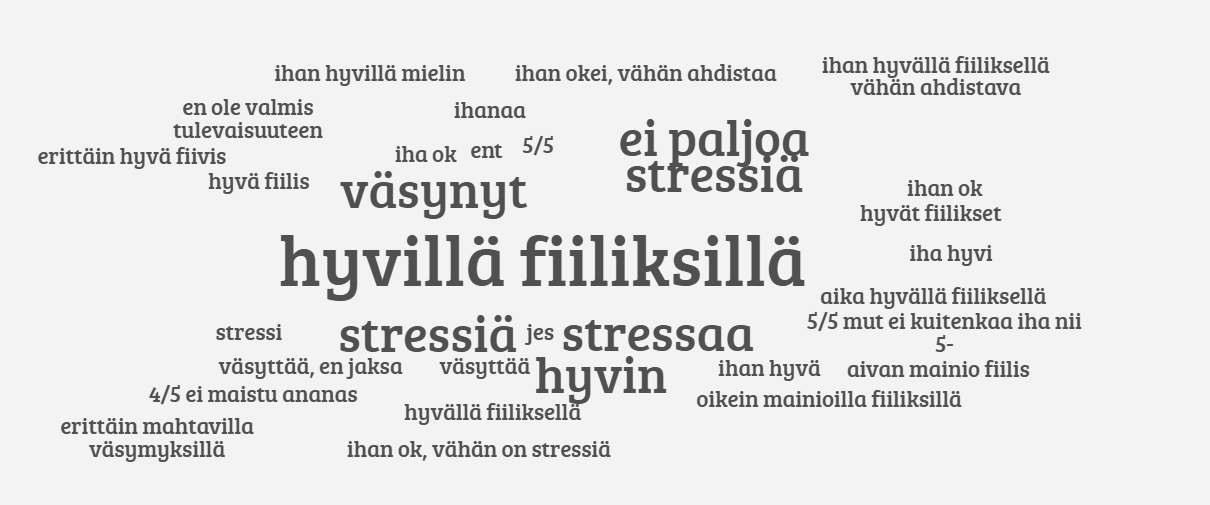 ihan hyvillä mielin
ihan okei, vähän ahdistaa
ihan hyvällä fiiliksellä
vähän ahdistava
en ole valmis
tulevaisuuteen
ihanaa
erittäin hyvä fiivis
iha ok
ent
5/5
ei paljoa
stressiä
hyvä fiilis
väsynyt
ihan ok
hyvät fiilikset
hyvillä fiiliksillä
iha hyvi
aika hyvällä fiiliksellä
5/5 mut ei kuitenkaa iha nii
5-
stressi
stressiä
jes
stressaa
väsyttää, en jaksa
väsyttää
hyvin
ihan hyvä
aivan mainio fiilis
4/5 ei maistu ananas
hyvällä fiiliksellä
oikein mainioilla fiiliksillä
erittäin mahtavilla
väsymyksillä
ihan ok, vähän on stressiä